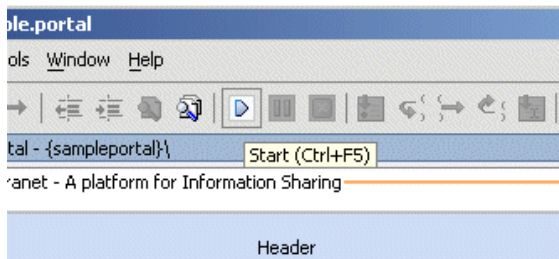 ple.portal
ols Window Help
tal - {sampleportal}\
Start (Ctrl+F5)
ranet - A platform for Information Sharing
Header